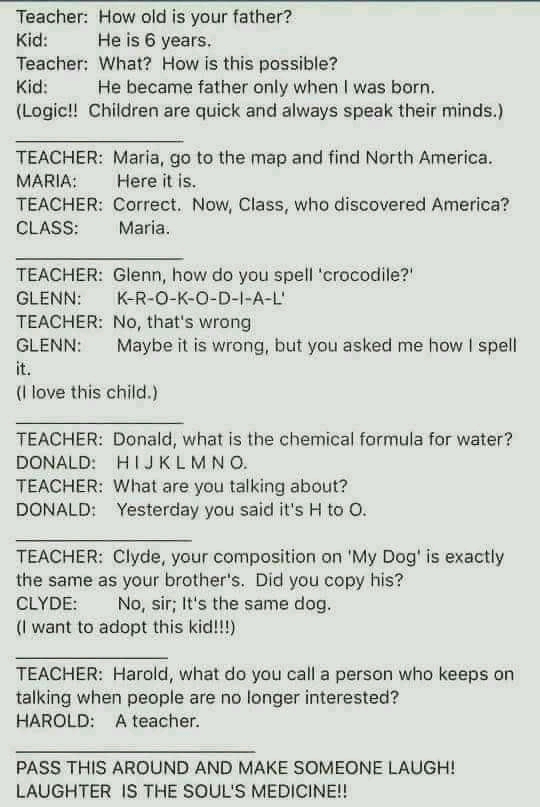 Teacher: How old is your father?
Kid: He is 6 years.
Teacher: What? How is this possible?
Kid: He became father only when I was born.
(Logic!! Children are quick and always speak their minds.)
TEACHER: Maria, go to the map and find North America.
MARIA: Here it is.
TEACHER: Correct. Now, Class, who discovered America?
CLASS: Maria.
TEACHER: Glenn, how do you spell 'crocodile?'
GLENN: K-R-O-K-O-D-I-A-L'
TEACHER: No, that's wrong
GLENN: Maybe it is wrong, but you asked me how I spell
it.
(I love this child.)
TEACHER: Donald, what is the chemical formula for water?
DONALD: H I J K L M N O.
TEACHER: What are you talking about?
DONALD: Yesterday you said it's H to O.
TEACHER: Clyde, your composition on 'My Dog' is exactly
the same as your brother's. Did you copy his?
CLYDE: No, sir; It's the same dog.
(I want to adopt this kid!!!)
TEACHER: Harold, what do you call a person who keeps on
talking when people are no longer interested?
HAROLD: A teacher.
PASS THIS AROUND AND MAKE SOMEONE LAUGH!
LAUGHTER IS THE SOUL'S MEDICINE!!